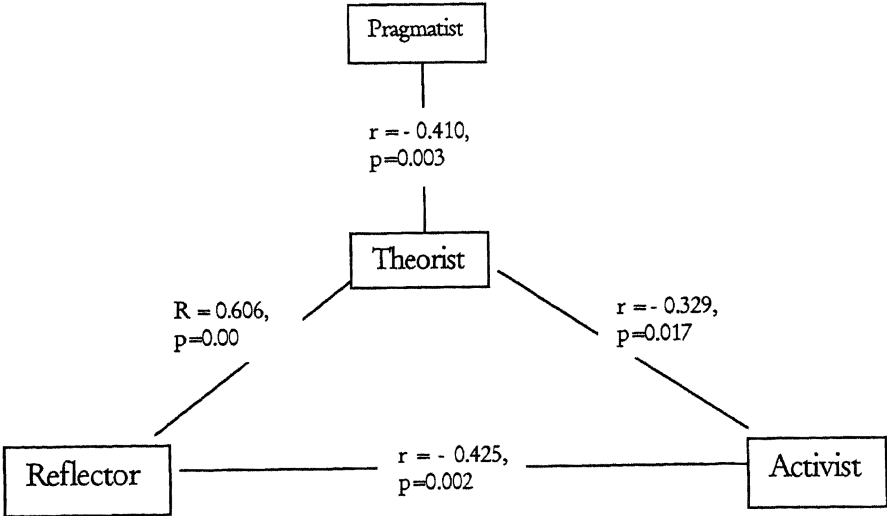 Pragmatist
r = - 0.410,
p=0.003
Theorist
R = 0.606,
p=0.00
r = - 0.329,
p=0.017
Reflector
r = - 0.425,
p=0.002
Activist